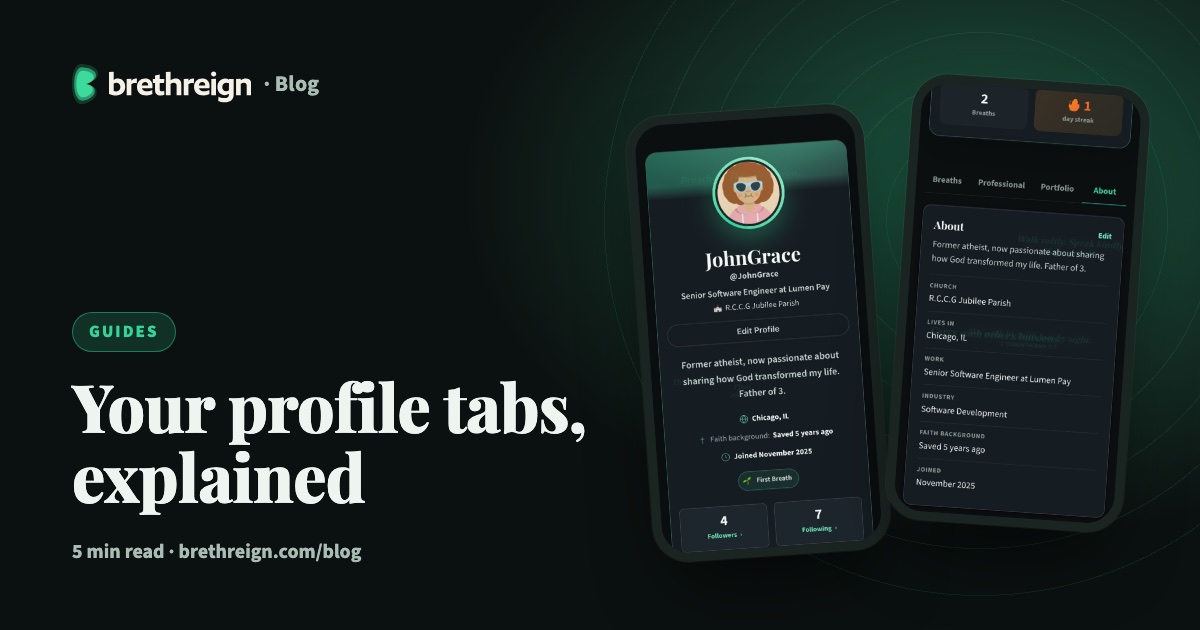 brethreign · Blog
GUIDES
Your profile tabs,
explained
5 min read · brethreign.com/blog
JohnGrace
@JohnGrace
Senior Software Engineer at Lumen Pay
R.C.C.G Jubilee Parish
Edit Profile
Former atheist, now passionate about
sharing how God transformed my life.
Father of 3.
Chicago, IL
Faith background: Saved 5 years ago
Joined November 2025
First Breath
4
Followers ›
7
Following ›
2
Breaths
1
day streak
Breaths Professional Portfolio About
About
Edit
Former atheist, now passionate about sharing
how God transformed my life. Father of 3.
CHURCH
R.C.C.G Jubilee Parish
LIVES IN
Chicago, IL
WORK
Senior Software Engineer at Lumen Pay
INDUSTRY
Software Development
FAITH BACKGROUND
Saved 5 years ago
JOINED
November 2025